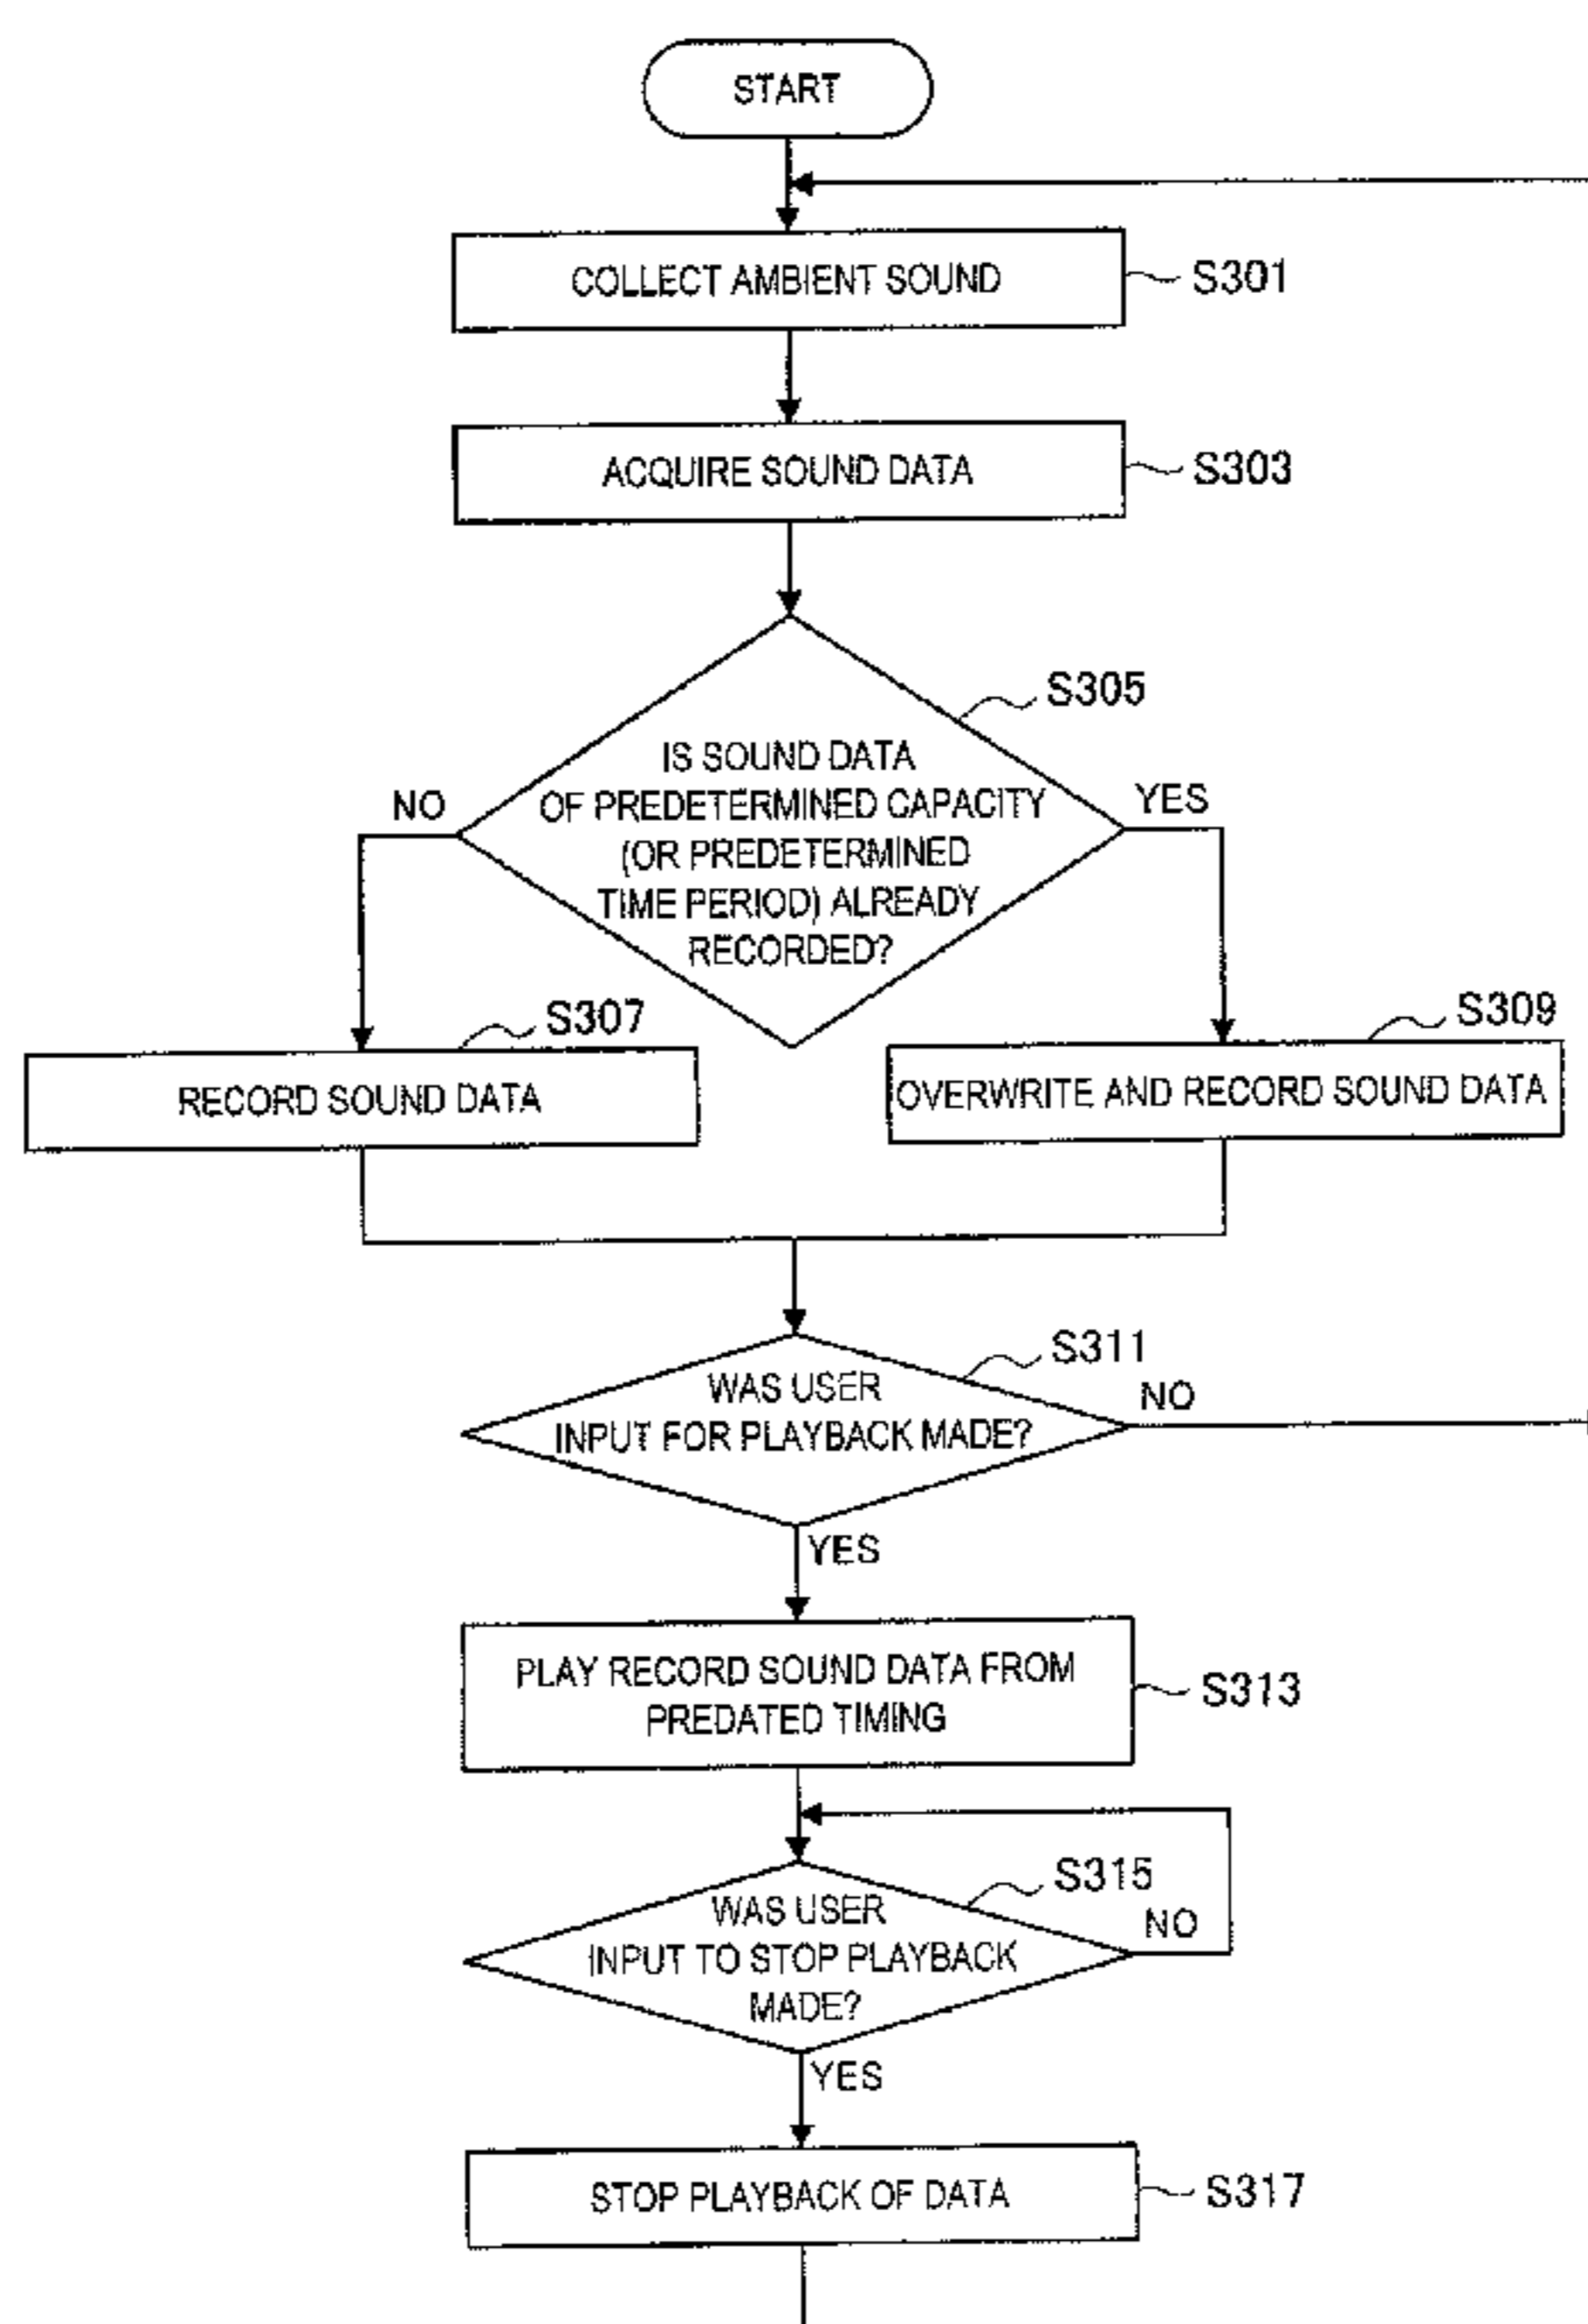 START
COLLECT AMBIENT SOUND
S301
ACQUIRE SOUND DATA
S303
S305
IS SOUND DATA
OF PREDETERMINED CAPACITY
(OR PREDETERMINED
TIME PERIOD) ALREADY
RECORDED?
NO
YES
S307
RECORD SOUND DATA
S309
OVERWRITE AND RECORD SOUND DATA
S311
WAS USER
INPUT FOR PLAYBACK MADE?
NO
YES
PLAY RECORD SOUND DATA FROM
PREDATED TIMING
S313
S315
WAS USER
INPUT TO STOP PLAYBACK
MADE?
NO
YES
STOP PLAYBACK OF DATA
S317